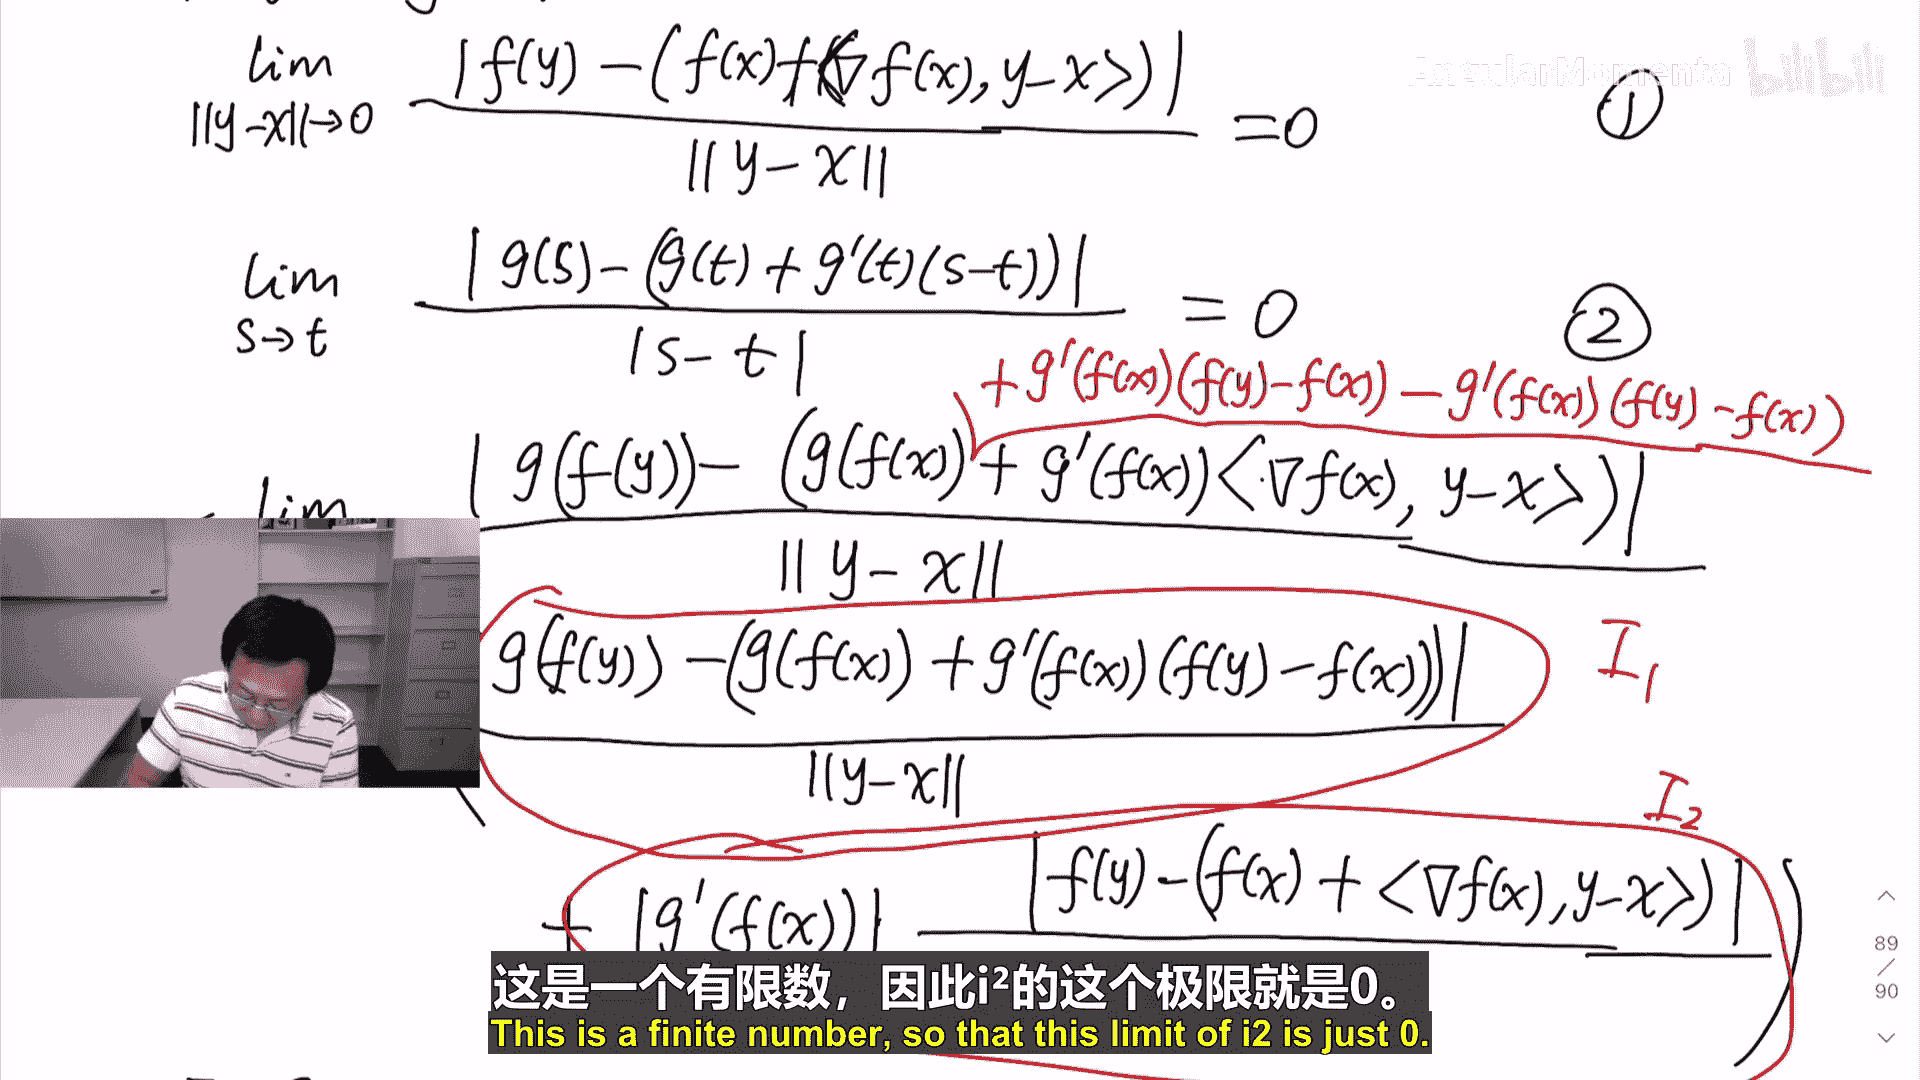 lim |f(y) − (f(x) + <∇f(x), y−x>)|
||y−x||→0 ||y−x|| =0 ①
AngularMomenta bilibili
lim |g(s) − (g(t) + g'(t)(s−t))|
s→t |s−t| = 0 ②
+ g'(f(x))(f(y)−f(x)) − g'(f(x))(f(y)−f(x))
|g(f(y)) − (g(f(x)) + g'(f(x))<∇f(x), y−x>)|
lim
||y−x||
g(f(y)) − (g(f(x)) + g'(f(x))(f(y)−f(x)))| I₁
||y−x||
I₂
+ |g'(f(x))| |f(y) − (f(x) + <∇f(x), y−x>)| )
89
/
90
这是一个有限数，因此i²的这个极限就是0。
This is a finite number, so that this limit of i2 is just 0.